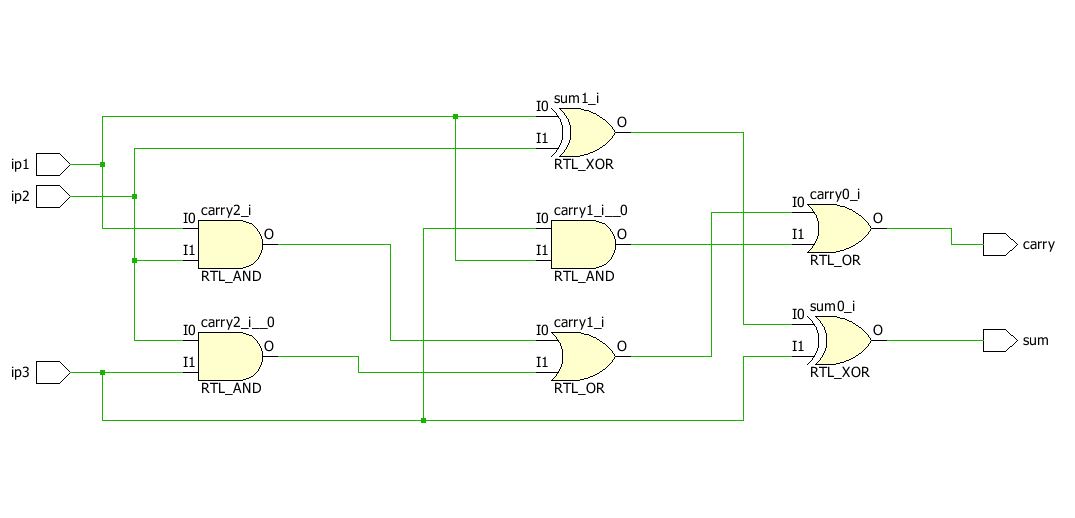 sum1_i
I0
O
I1
RTL_XOR
ip1
ip2
carry2_i
I0
O
I1
RTL_AND
carry1_i__0
I0
O
I1
RTL_AND
carry0_i
I0
O
I1
RTL_OR
carry
carry2_i__0
I0
O
I1
RTL_AND
ip3
carry1_i
I0
O
I1
RTL_OR
sum0_i
I0
O
I1
RTL_XOR
sum